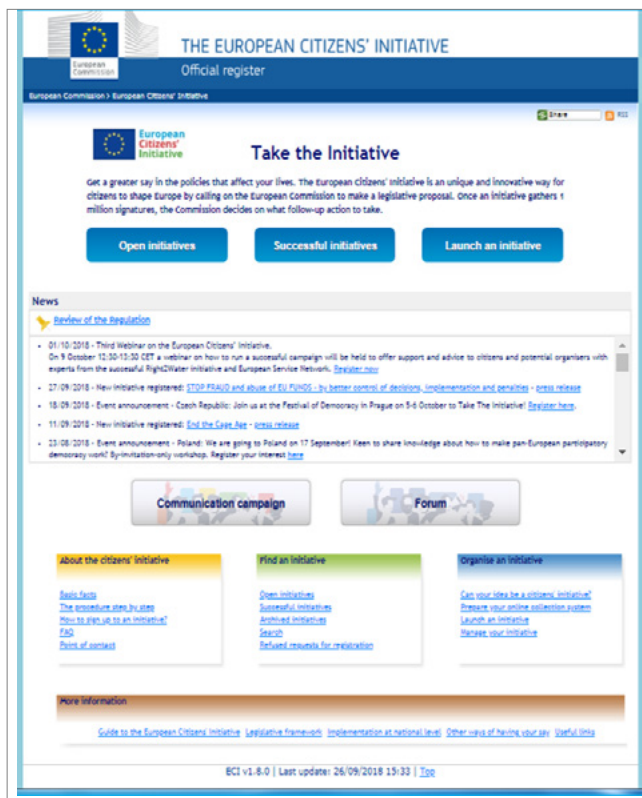 European
Commission
THE EUROPEAN CITIZENS' INITIATIVE
Official register
European Commission > European Citizens' Initiative
Share
RSS
European
Citizens'
Initiative
Take the Initiative
Get a greater say in the policies that affect your lives. The European Citizens' Initiative is an unique and innovative way for
citizens to shape Europe by calling on the European Commission to make a legislative proposal. Once an initiative gathers 1
million signatures, the Commission decides on what follow-up action to take.
Open initiatives
Successful initiatives
Launch an initiative
News
Review of the Regulation
01/10/2018 - Third Webinar on the European Citizens' Initiative.
On 9 October 12:30-13:30 CET a webinar on how to run a successful campaign will be held to offer support and advice to citizens and potential organisers with
experts from the successful Right2Water initiative and European Service Network. Register now
27/09/2018 - New initiative registered: STOP FRAUD and abuse of EU FUNDS - by better control of decisions, implementation and penalties - press release
18/09/2018 - Event announcement - Czech Republic: Join us at the Festival of Democracy in Prague on 5-6 October to Take The Initiative! Register here.
11/09/2018 - New initiative registered: End the Cage Age - press release
23/08/2018 - Event announcement - Poland: We are going to Poland on 17 September! Keen to share knowledge about how to make pan-European participatory
democracy work? By-invitation-only workshop. Register your interest here
Communication campaign
Forum
About the citizens' initiative
Basic facts
The procedure step by step
How to sign up to an initiative?
FAQ
Point of contact
Find an initiative
Open initiatives
Successful initiatives
Archived initiatives
Search
Refused requests for registration
Organise an initiative
Can your idea be a citizens' initiative?
Prepare your online collection system
Launch an initiative
Manage your initiative
More information
Guide to the European Citizens' Initiative Legislative framework Implementation at national level Other ways of having your say Useful links
ECI v1.8.0 | Last update: 26/09/2018 15:33 | Top